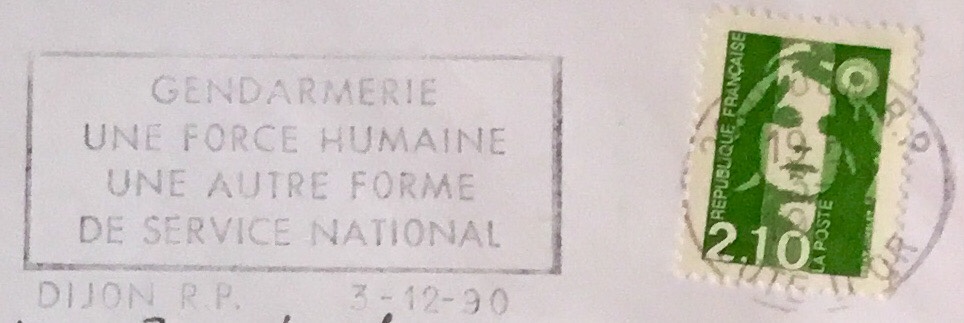 GENDARMERIE
UNE FORCE HUMAINE
UNE AUTRE FORME
DE SERVICE NATIONAL
DIJON R.P. 3-12-90
REPUBLIQUE FRANÇAISE
2.10
LA POSTE
R.P